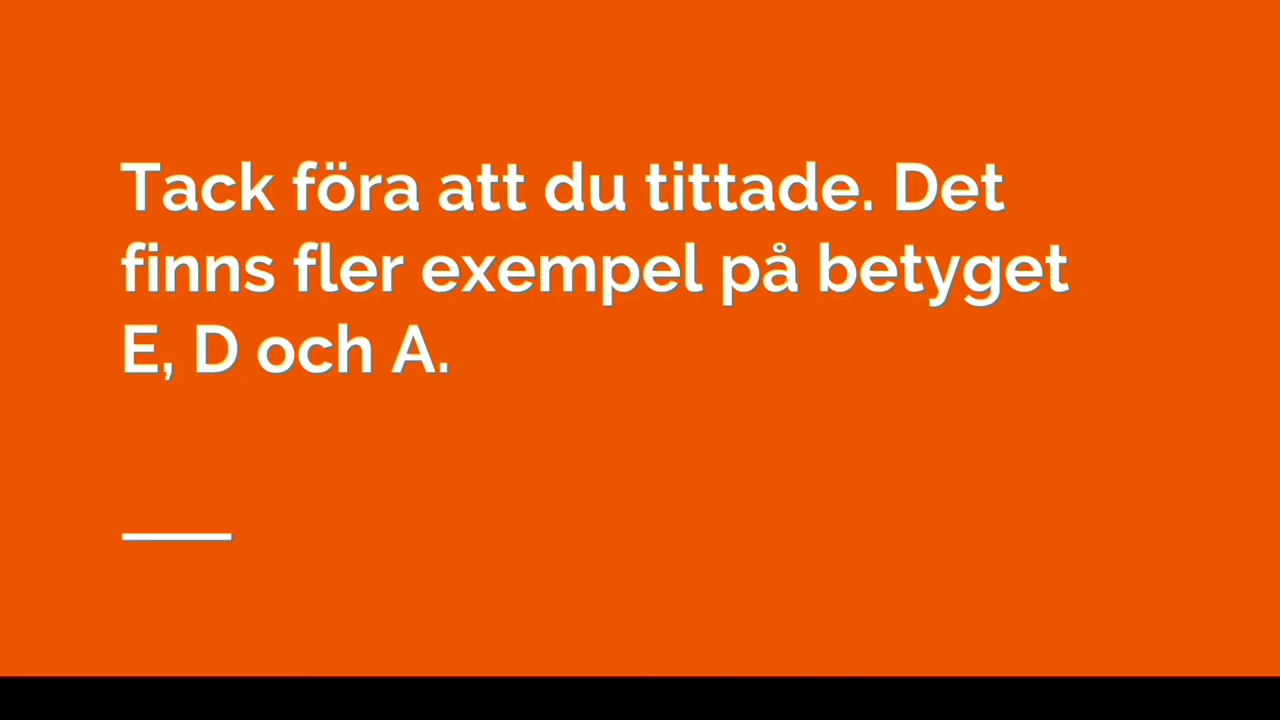 Tack föra att du tittade. Det
finns fler exempel på betyget
E, D och A.